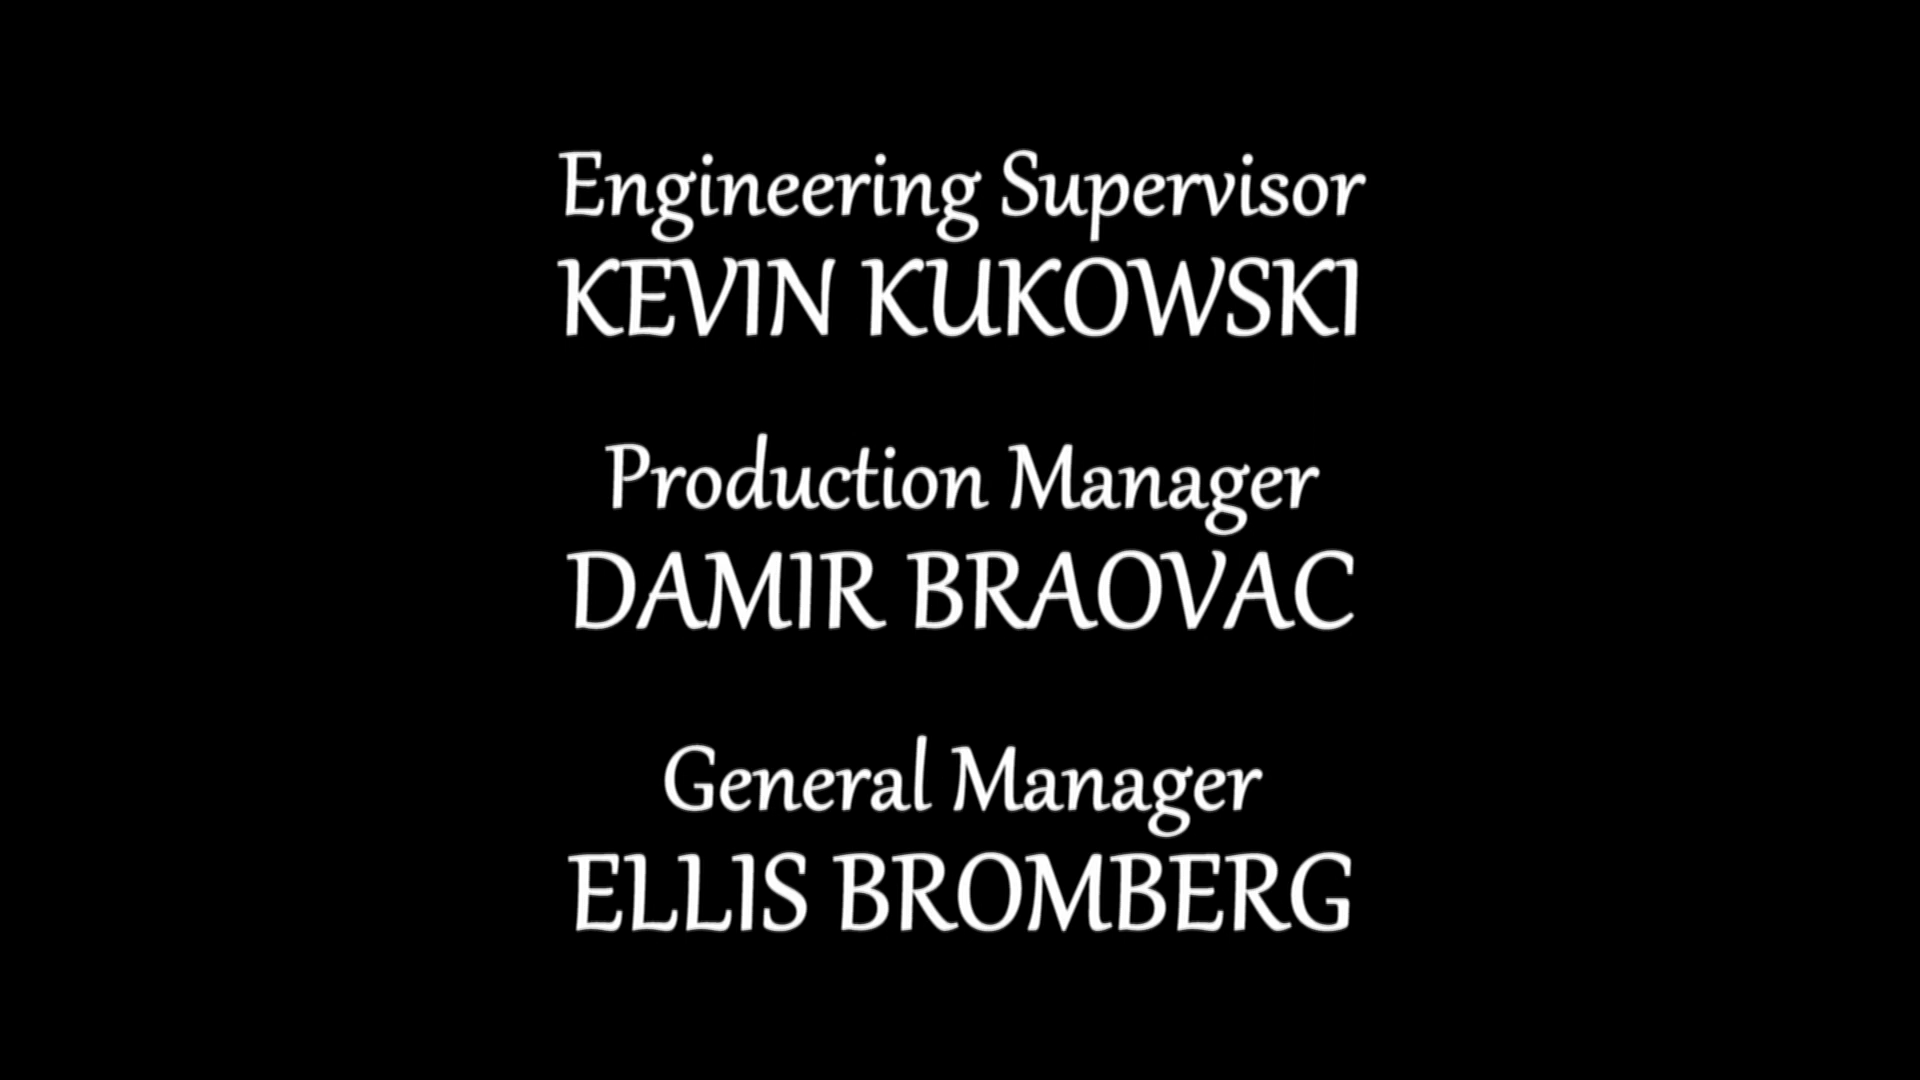 Engineering Supervisor
KEVIN KUKOWSKI
Production Manager
DAMIR BRAOVAC
General Manager
ELLIS BROMBERG